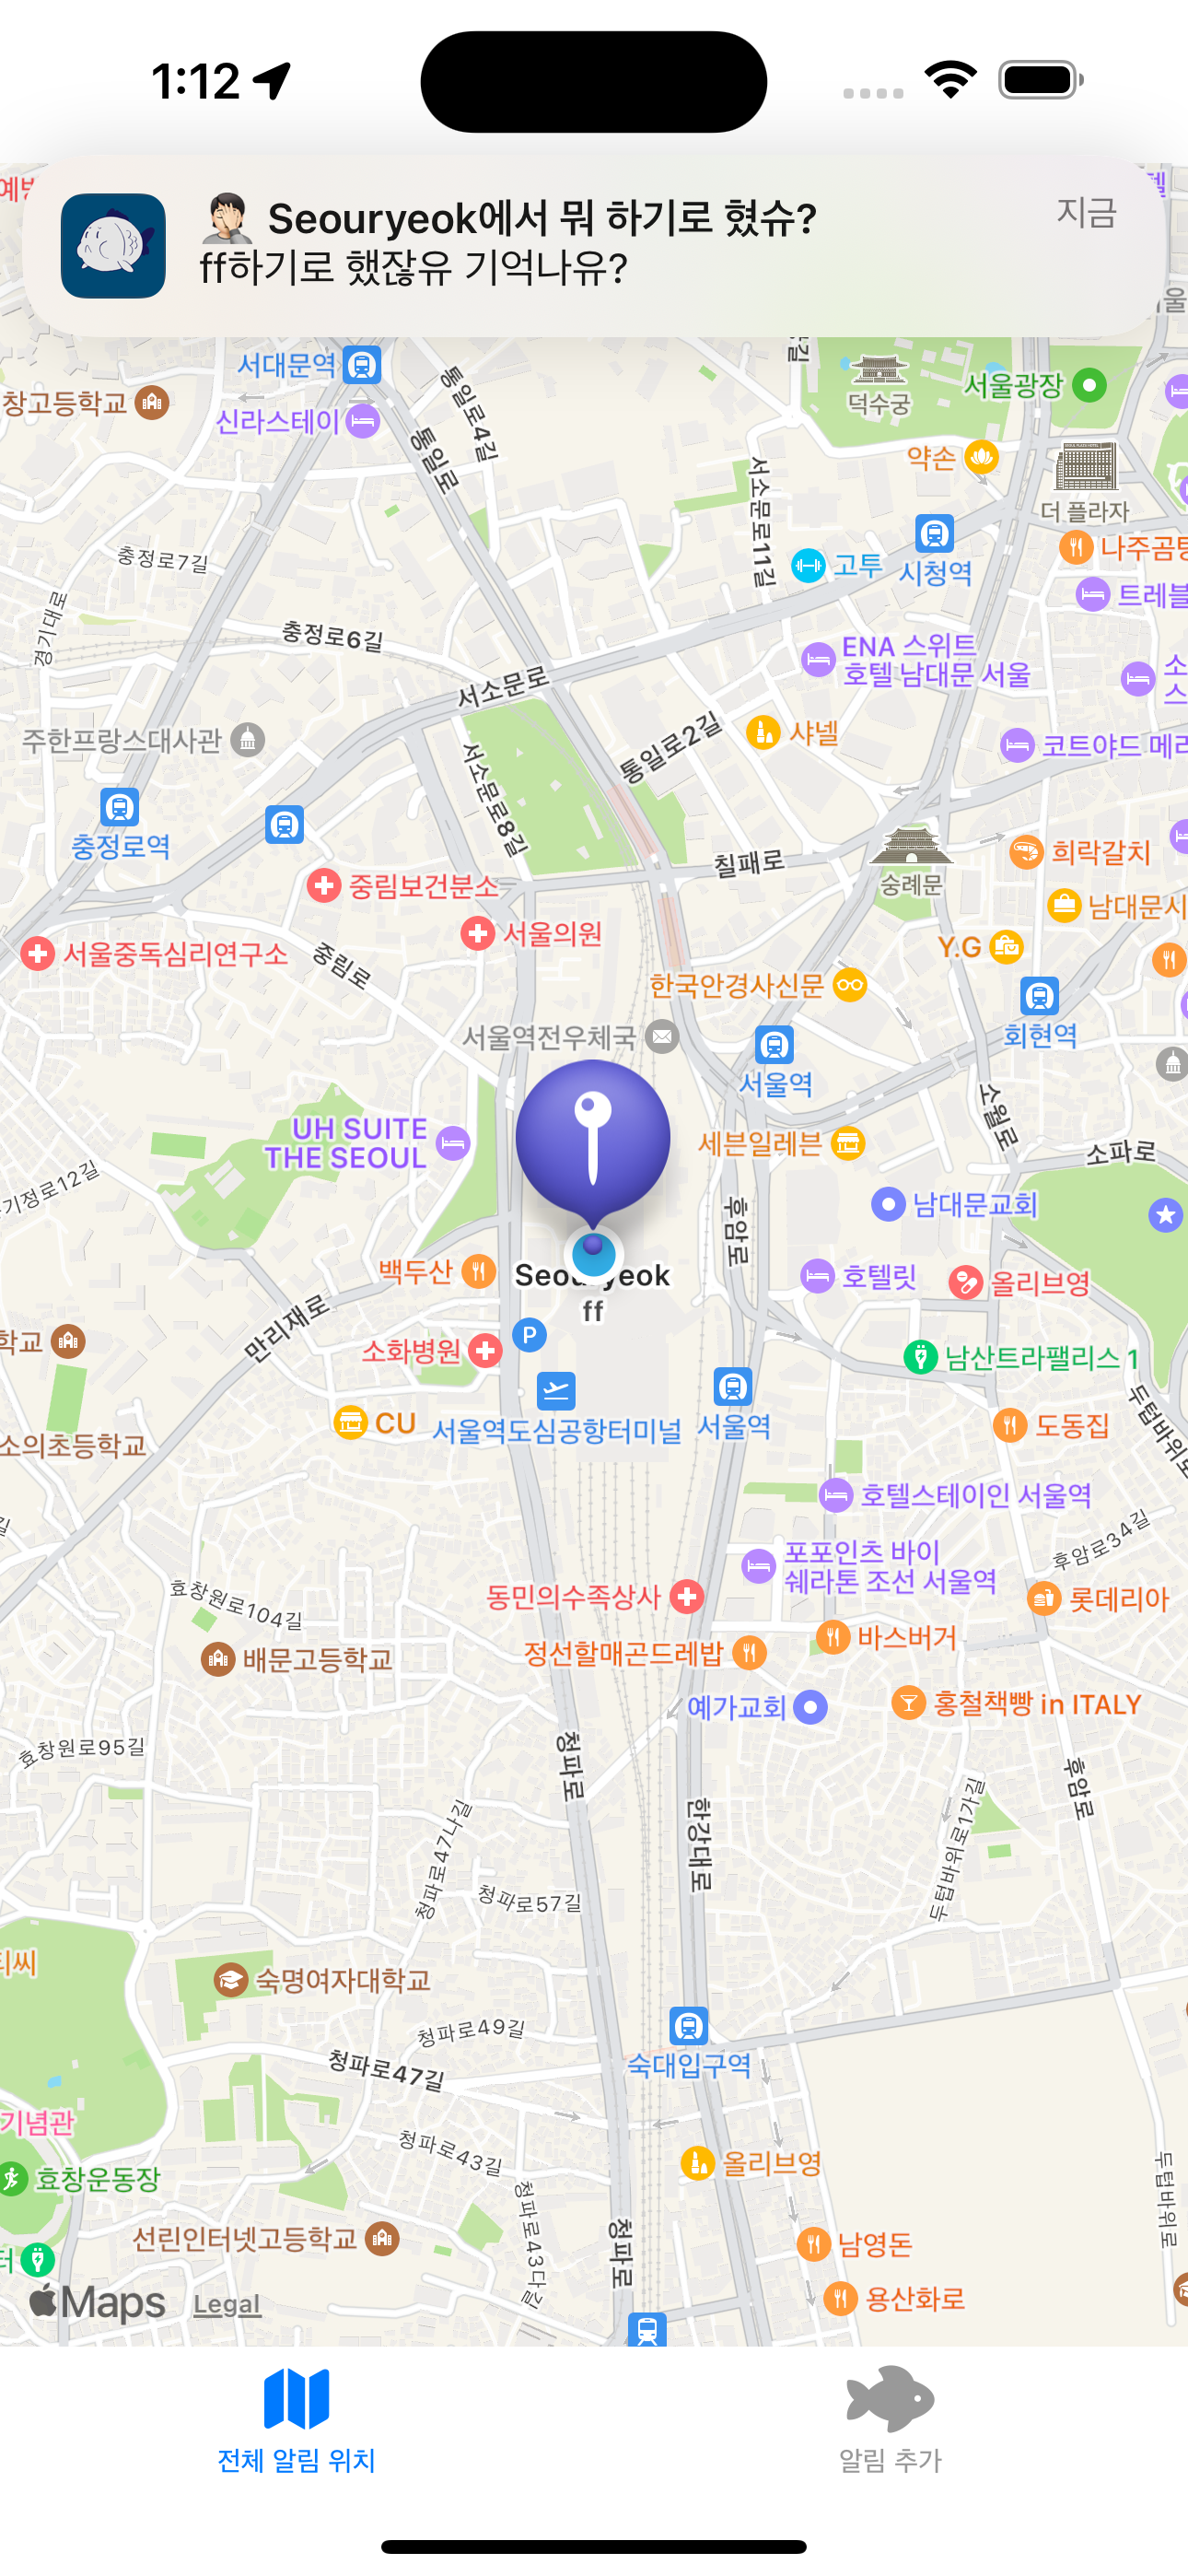 1:12
🤦🏻 Seouryeok에서 뭐 하기로 혔슈?
지금
ff하기로 했잖유 기억나유?
서대문역
창고등학교
신라스테이
통일로4길
통일로
덕수궁
서울광장
약손
더 플라자
서소문로11길
고투
시청역
나주곰탕
트레블
충정로7길
경기대로
충정로6길
ENA 스위트
호텔 남대문 서울
서소문로
주한프랑스대사관
통일로2길
샤넬
코트야드 메리
서소문로8길
충정로역
칠패로
숭례문
희락갈치
중림보건분소
남대문시
서울중독심리연구소
중림로
서울의원
Y.G
한국안경사신문
회현역
서울역전우체국
서울역
소월로
소파로
UH SUITE
THE SEOUL
세븐일레븐
기정로12길
남대문교회
후암로
백두산
Seouryeok
ff
호텔릿
올리브영
만리재로
소화병원
P
남산트라팰리스 1
학교
CU
서울역도심공항터미널
서울역
도동집
두텁바위로
소의초등학교
호텔스테이인 서울역
포포인츠 바이
쉐라톤 조선 서울역
후암로34길
효창원로104길
동민의수족상사
롯데리아
배문고등학교
정선할매곤드레밥
바스버거
예가교회
홍철책빵 in ITALY
효창원로95길
청파로
후암로
한강대로
청파로47나길
두텁바위로1가길
청파로57길
티씨
숙명여자대학교
청파로49길
청파로47길
숙대입구역
기념관
청파로43길
올리브영
효창운동장
두텁바위로
청파로43다길
청파로
선린인터넷고등학교
남영돈
터
용산화로
Maps
Legal
전체 알림 위치
알림 추가